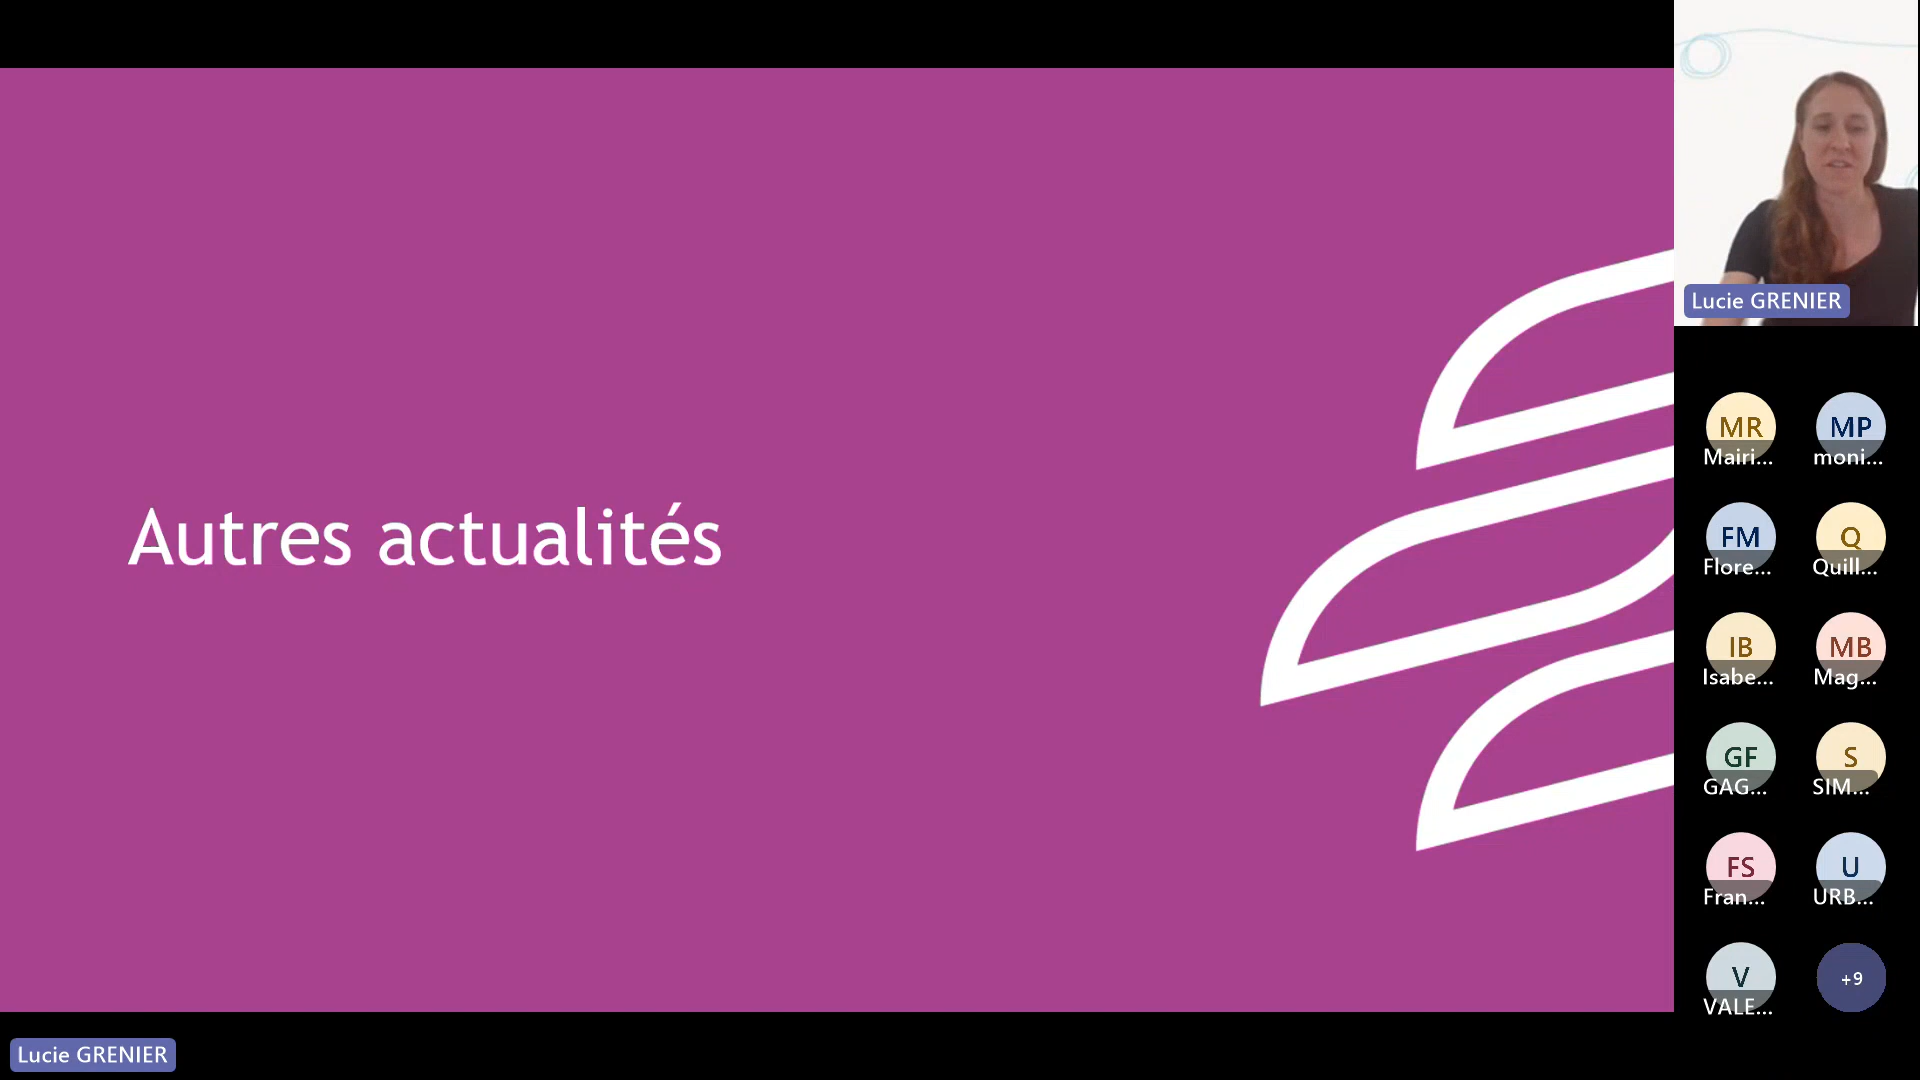 Autres actualités
Lucie GRENIER
MR
Mairi...
MP
moni...
FM
Flore...
Q
Quill...
IB
Isabe...
MB
Mag...
GF
GAG...
S
SIM...
FS
Fran...
U
URB...
V
VALE...
+9
Lucie GRENIER